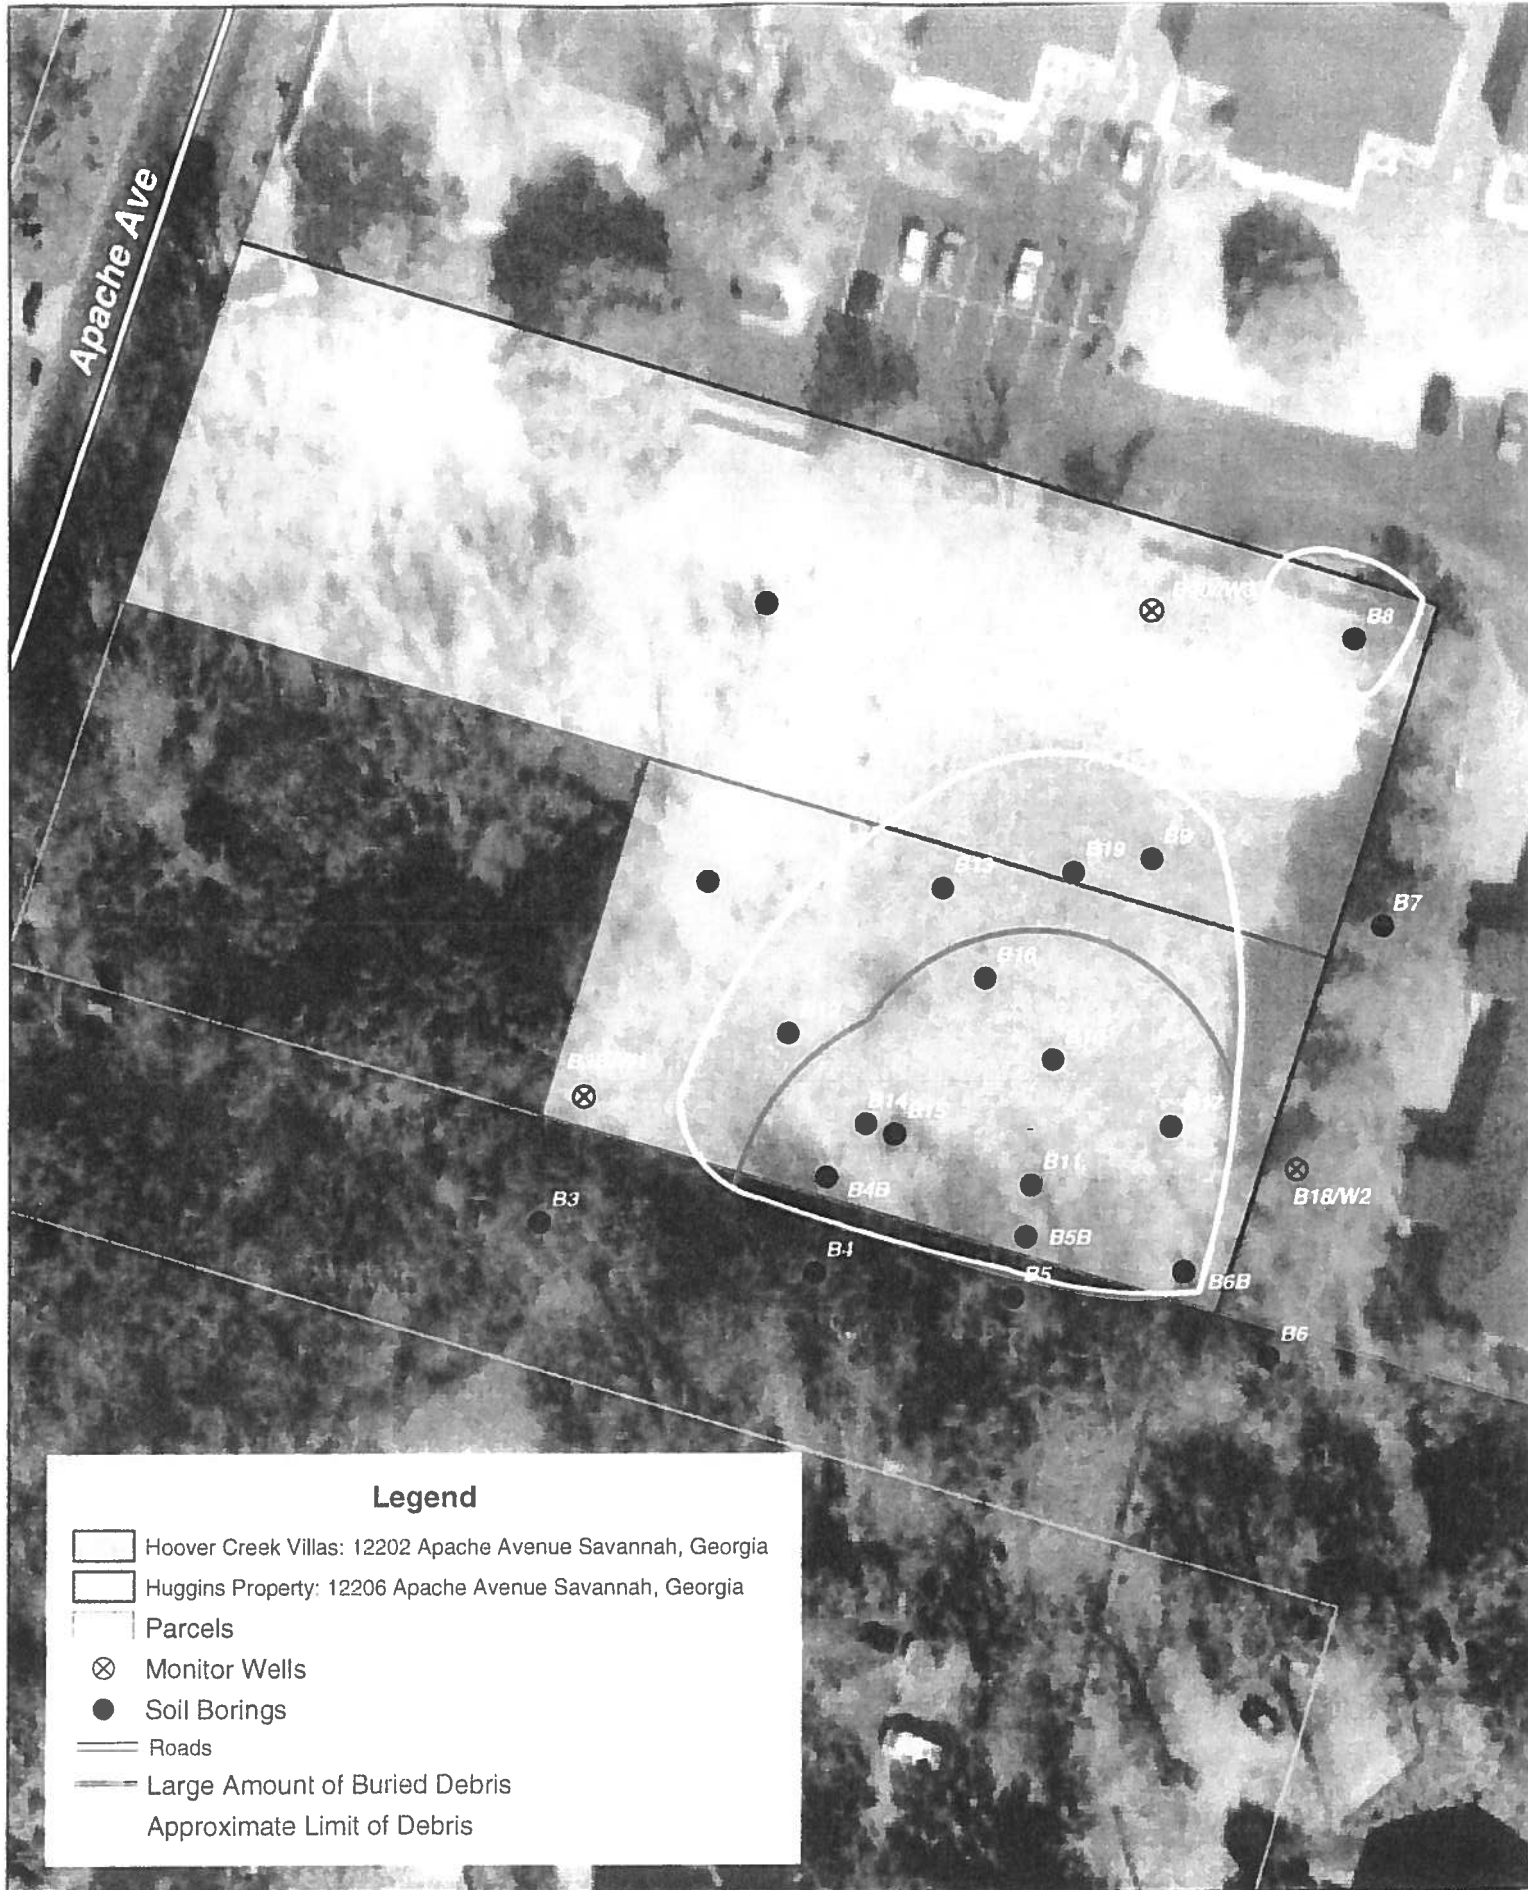 Apache Ave
B8
B9
B19
B13
B7
B16
B14
B15
B11
B18/W2
B4B
B3
B5B
B4
B5
B6B
B6
Legend
Hoover Creek Villas: 12202 Apache Avenue Savannah, Georgia
Huggins Property: 12206 Apache Avenue Savannah, Georgia
Parcels
Monitor Wells
Soil Borings
Roads
Large Amount of Buried Debris
Approximate Limit of Debris